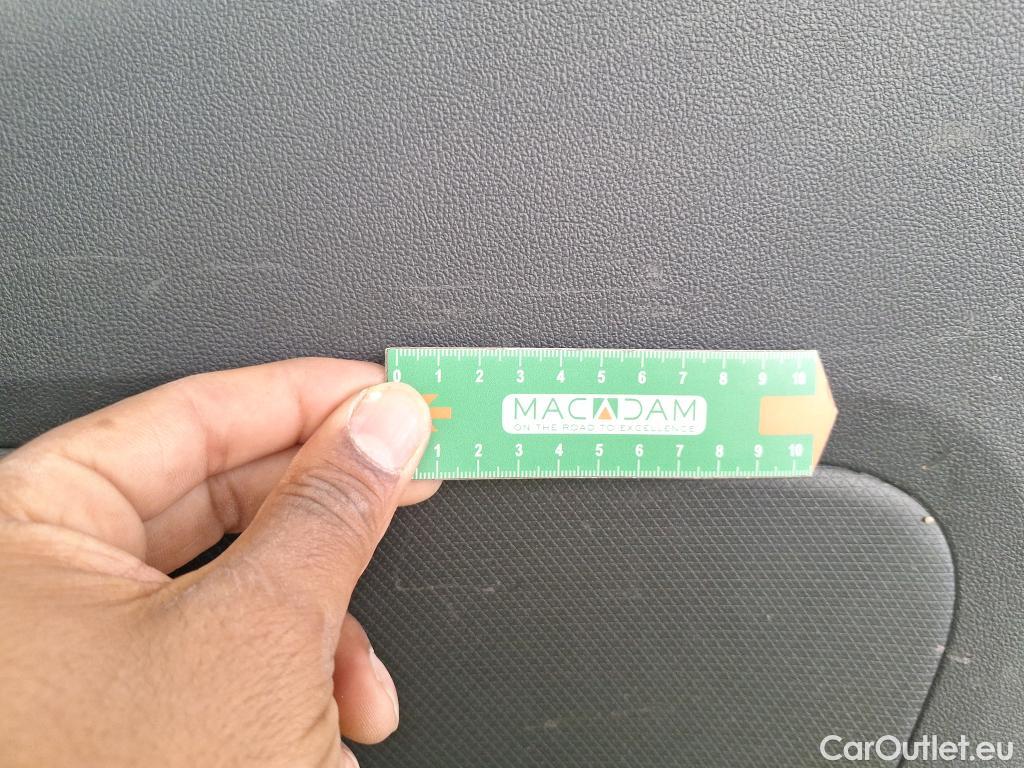 0 1 2 3 4 5 6 7 8 9 10
MACADAM
ON THE ROAD TO EXCELLENCE
1 2 3 4 5 6 7 8 9 10
CarOutlet.eu